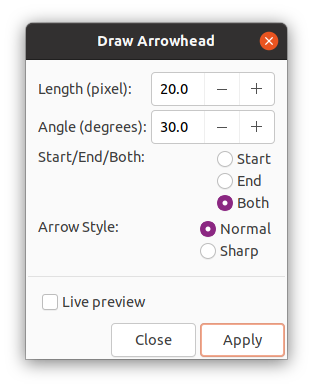 Draw Arrowhead
Length (pixel): 20.0 − +
Angle (degrees): 30.0 − +
Start/End/Both: Start
End
Both
Arrow Style: Normal
Sharp
Live preview
Close Apply